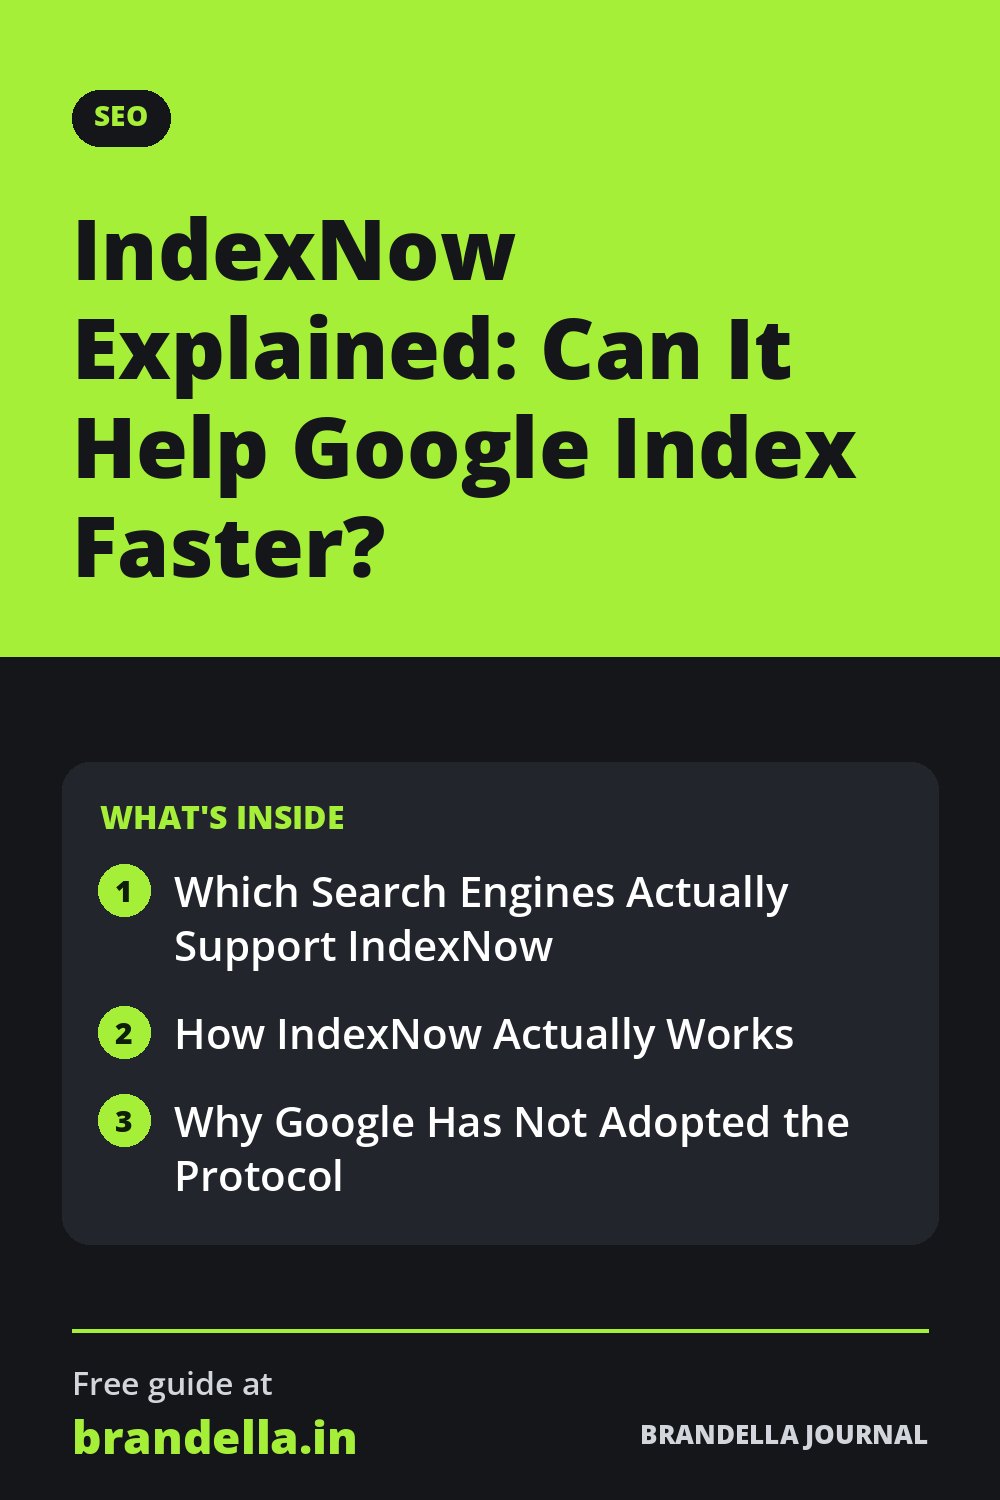 SEO
IndexNow
Explained: Can It
Help Google Index
Faster?
WHAT'S INSIDE
1 Which Search Engines Actually
Support IndexNow
2 How IndexNow Actually Works
3 Why Google Has Not Adopted the
Protocol
Free guide at
brandella.in
BRANDELLA JOURNAL